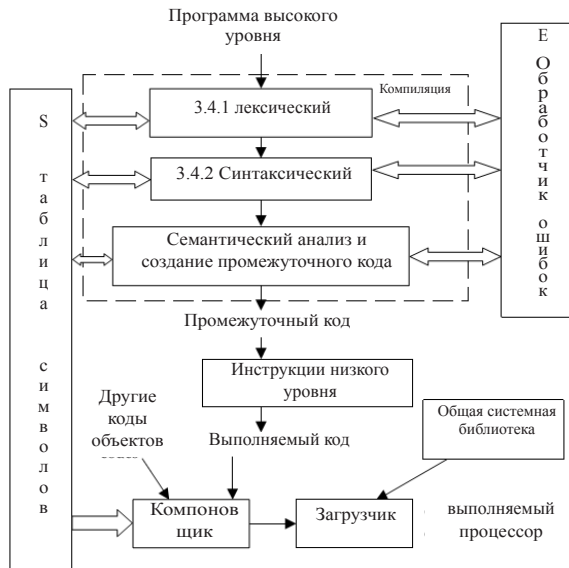 Программа высокого
уровня
Компиляция
3.4.1 лексический
3.4.2 Синтаксический
Семантический анализ и
создание промежуточного кода
Промежуточный код
Инструкции низкого
уровня
Другие
коды
объектов
Выполняемый код
Общая системная
библиотека
Компонов
щик
Загрузчик
выполняемый
процессор
S таблица символов
E Обработчик ошибок